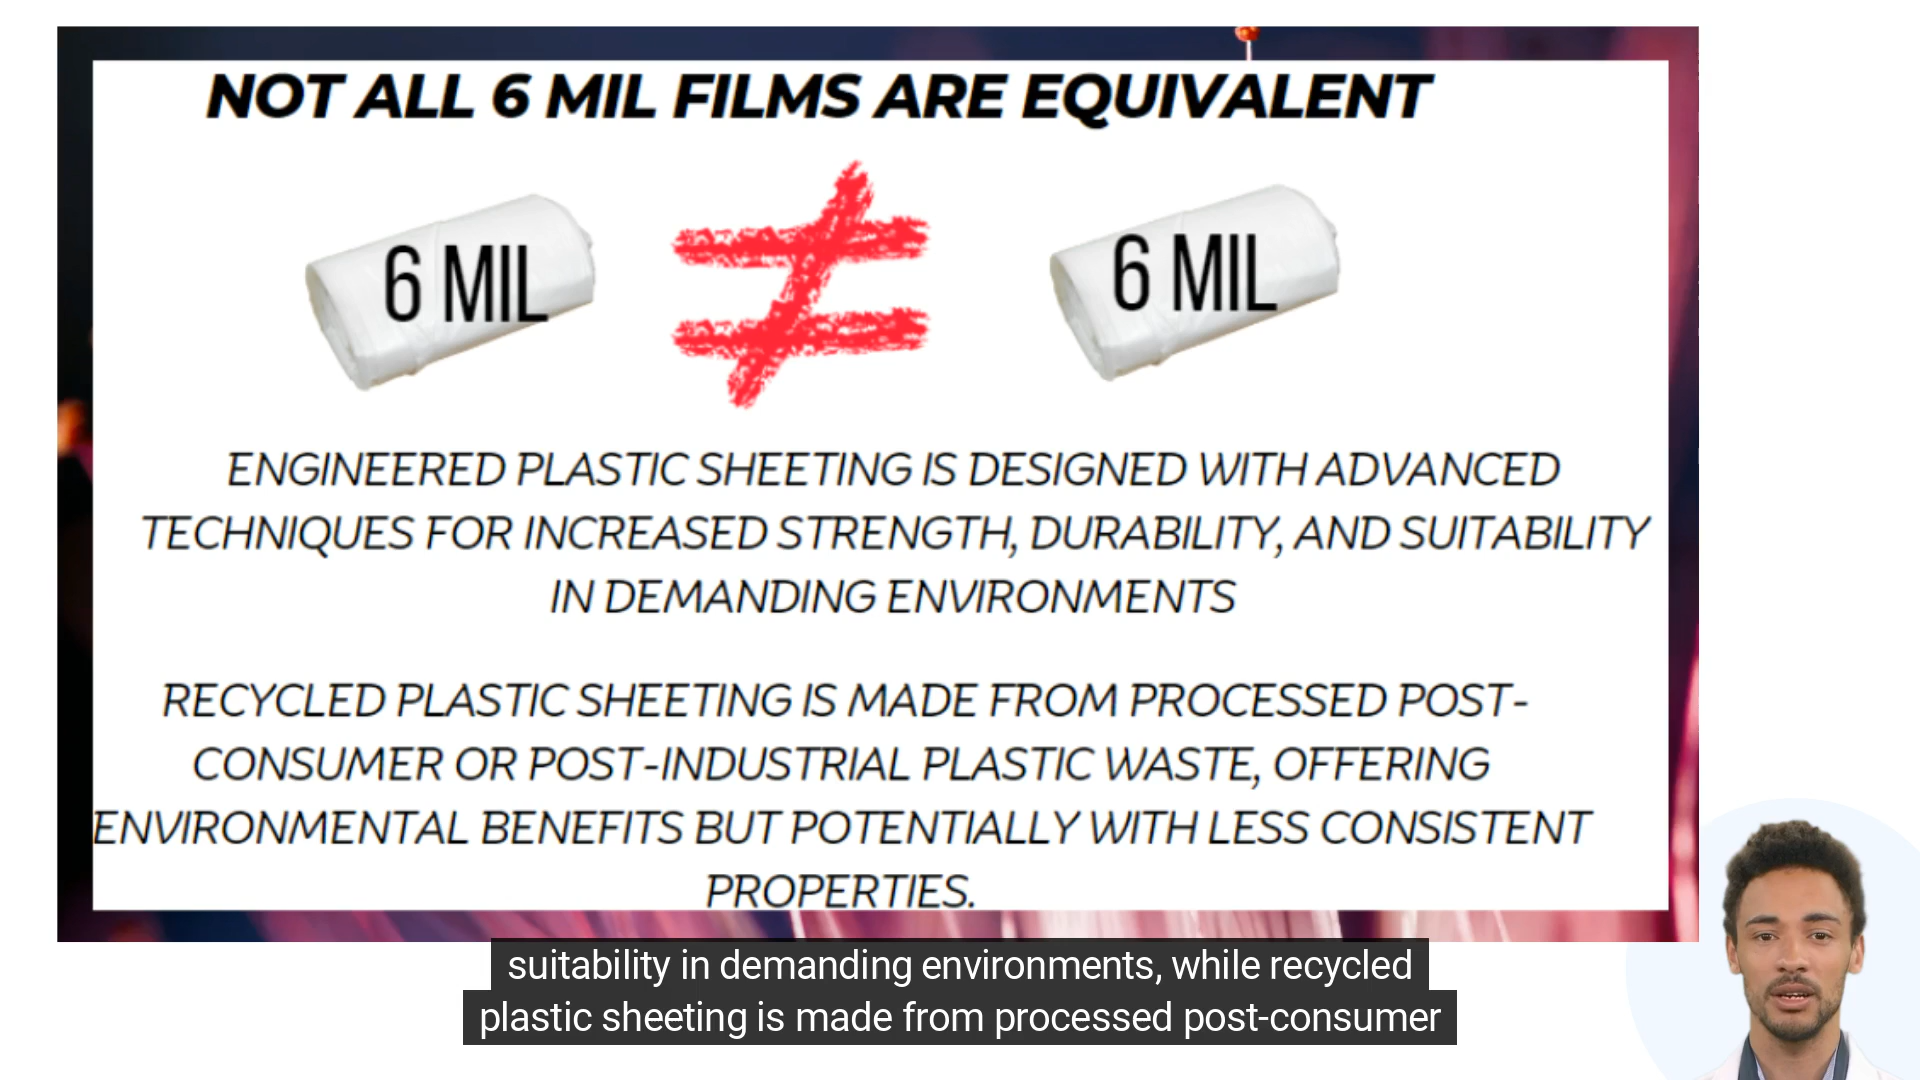 NOT ALL 6 MIL FILMS ARE EQUIVALENT
6 MIL
6 MIL
ENGINEERED PLASTIC SHEETING IS DESIGNED WITH ADVANCED
TECHNIQUES FOR INCREASED STRENGTH, DURABILITY, AND SUITABILITY
IN DEMANDING ENVIRONMENTS
RECYCLED PLASTIC SHEETING IS MADE FROM PROCESSED POST-
CONSUMER OR POST-INDUSTRIAL PLASTIC WASTE, OFFERING
ENVIRONMENTAL BENEFITS BUT POTENTIALLY WITH LESS CONSISTENT
PROPERTIES.
suitability in demanding environments, while recycled
plastic sheeting is made from processed post-consumer